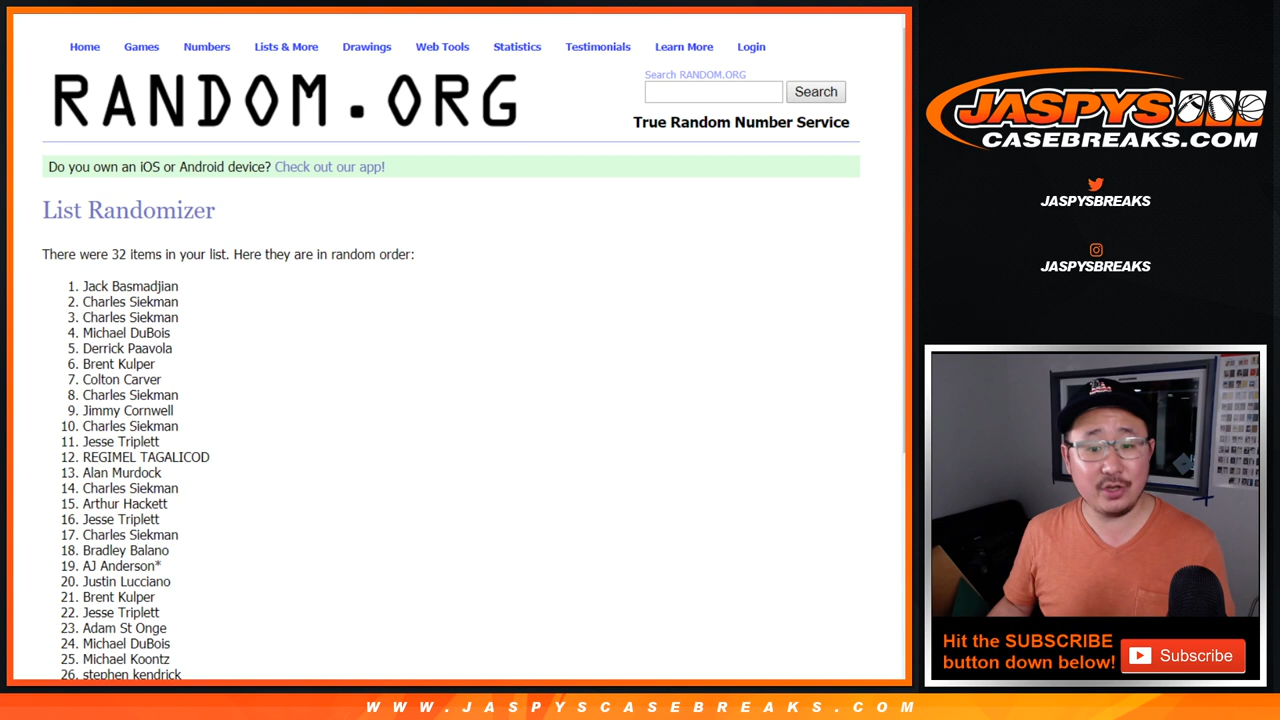 Home Games Numbers Lists & More Drawings Web Tools Statistics Testimonials Learn More Login
RANDOM.ORG
Search RANDOM.ORG
Search
True Random Number Service
Do you own an iOS or Android device? Check out our app!
List Randomizer
There were 32 items in your list. Here they are in random order:
1. Jack Basmadjian
2. Charles Siekman
3. Charles Siekman
4. Michael DuBois
5. Derrick Paavola
6. Brent Kulper
7. Colton Carver
8. Charles Siekman
9. Jimmy Cornwell
10. Charles Siekman
11. Jesse Triplett
12. REGIMEL TAGALICOD
13. Alan Murdock
14. Charles Siekman
15. Arthur Hackett
16. Jesse Triplett
17. Charles Siekman
18. Bradley Balano
19. AJ Anderson*
20. Justin Lucciano
21. Brent Kulper
22. Jesse Triplett
23. Adam St Onge
24. Michael DuBois
25. Michael Koontz
26. stephen kendrick
JASPYS
CASEBREAKS.COM
JASPYSBREAKS
JASPYSBREAKS
Hit the SUBSCRIBE
button down below!
Subscribe
WWW.JASPYSCASEBREAKS.COM